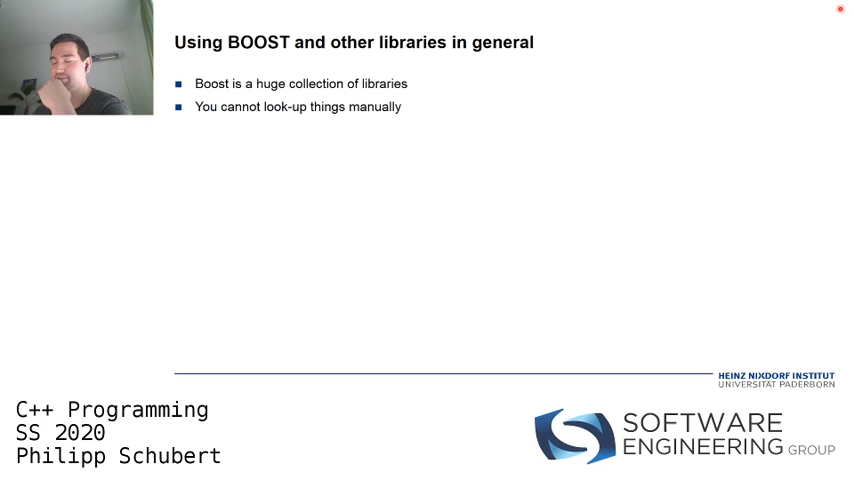 Using BOOST and other libraries in general
Boost is a huge collection of libraries
You cannot look-up things manually
HEINZ NIXDORF INSTITUT
UNIVERSITÄT PADERBORN
C++ Programming
SS 2020
Philipp Schubert
SOFTWARE
ENGINEERING GROUP